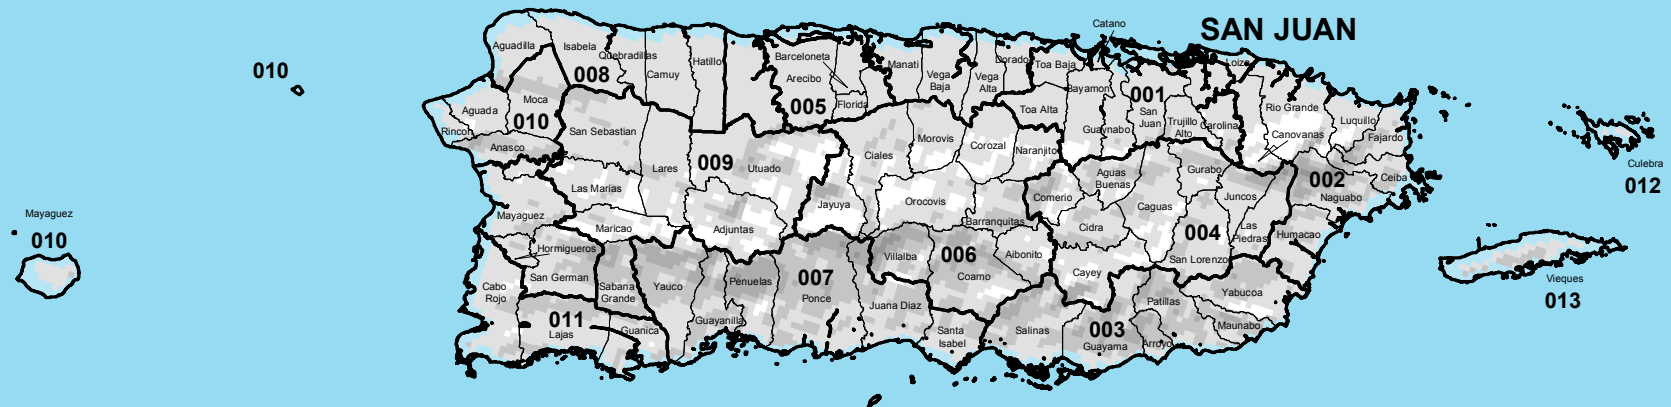 SAN JUAN
Catano
Aguadilla
Isabela
Quebradillas
008
Camuy
Hatillo
Barceloneta
Arecibo
005
Florida
Manati
Vega
Baja
Vega
Alta
Dorado
Toa Baja
Bayamon
Toa Alta
Guaynabo
001
San
Juan
Trujillo
Alto
Carolina
Loiza
Rio Grande
Canovanas
Luquillo
Fajardo
Ceiba
002
Naguabo
Culebra
012
010
Aguada
Moca
010
Rincon
Anasco
San Sebastian
Lares
009
Utuado
Ciales
Morovis
Corozal
Naranjito
Las Marias
Mayaguez
Maricao
Adjuntas
Jayuya
Orocovis
Barranquitas
Comerio
Aguas
Buenas
Caguas
Gurabo
Juncos
Las
Piedras
Humacao
Cidra
004
San Lorenzo
Cayey
Aibonito
006
Coamo
Villalba
Mayaguez
010
Hormigueros
San German
Cabo
Rojo
Sabana
Grande
Yauco
Guayanilla
Penuelas
007
Ponce
Juana Diaz
Santa
Isabel
Salinas
003
Guayama
Patillas
Arroyo
Yabucoa
Maunabo
011
Lajas
Guanica
Vieques
013